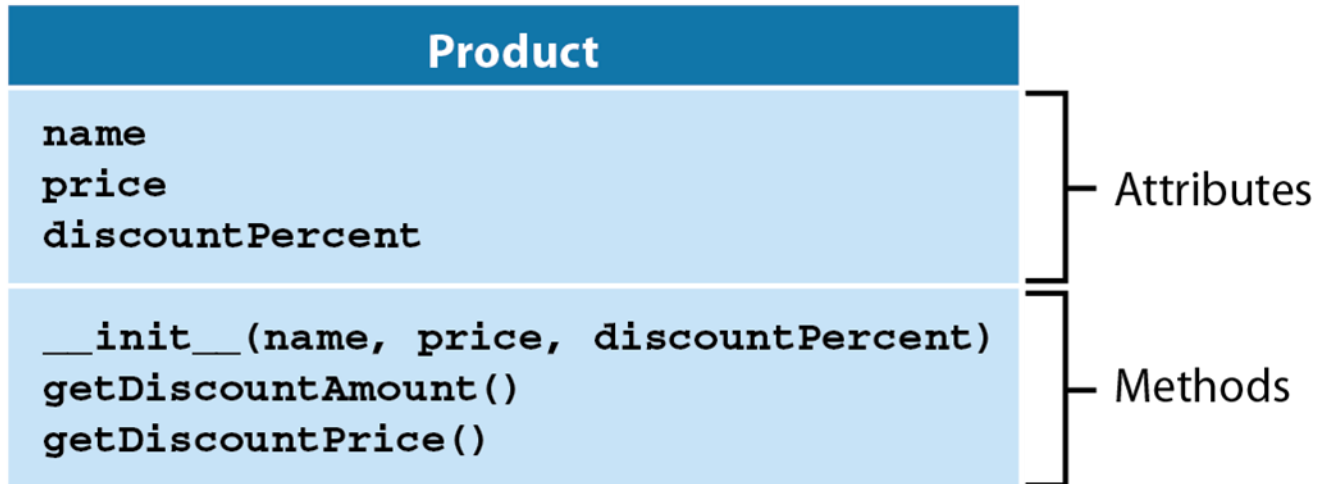 Product
name
price
discountPercent
Attributes
__init__(name, price, discountPercent)
getDiscountAmount()
getDiscountPrice()
Methods